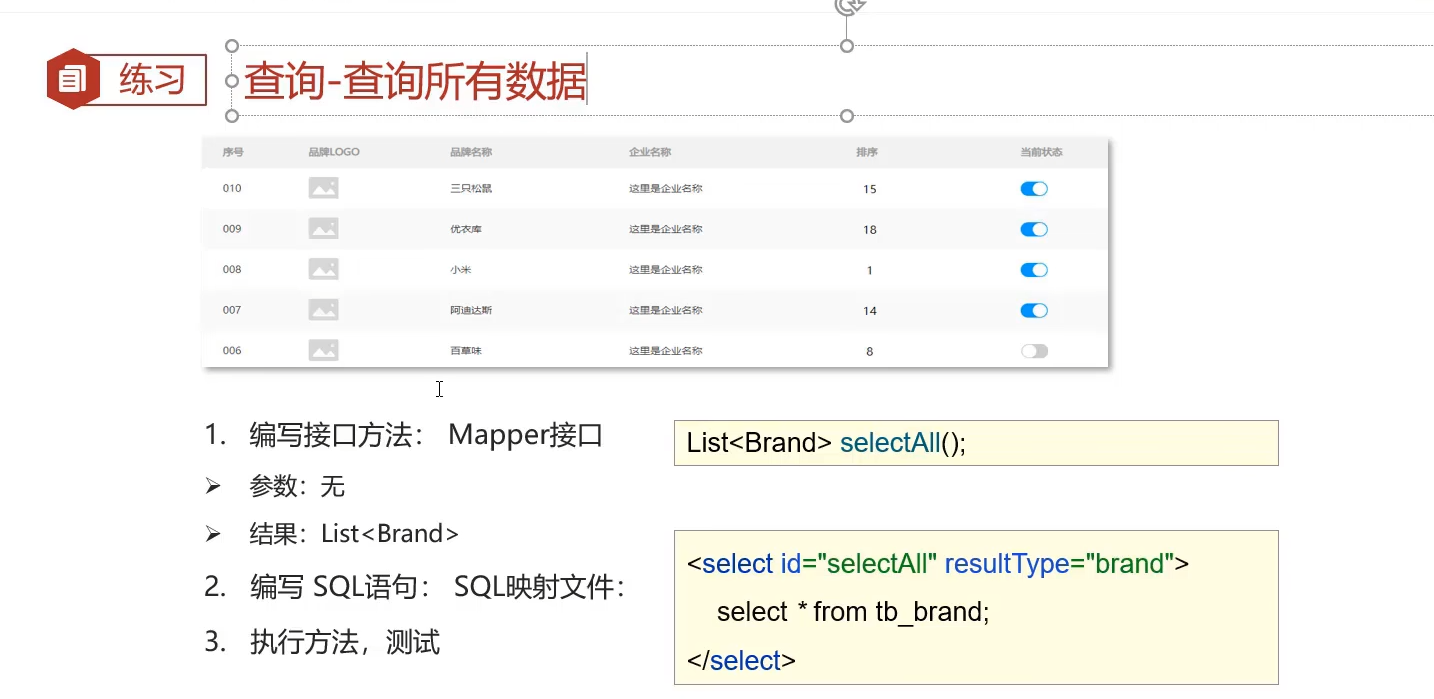 练习
查询-查询所有数据
序号 品牌LOGO 品牌名称 企业名称 排序 当前状态
010 三只松鼠 这里是企业名称 15
009 优衣库 这里是企业名称 18
008 小米 这里是企业名称 1
007 阿迪达斯 这里是企业名称 14
006 百草味 这里是企业名称 8
1. 编写接口方法： Mapper接口
➢ 参数：无
➢ 结果：List<Brand>
2. 编写 SQL语句： SQL映射文件：
3. 执行方法，测试
List<Brand> selectAll();
<select id="selectAll" resultType="brand">
select * from tb_brand;
</select>